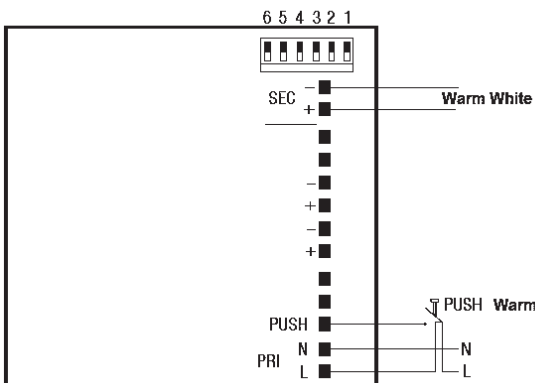 6 5 4 3 2 1
−
SEC
+
Warm White
−
+
−
+
PUSH Warm
PUSH
N
N
PRI
L
L